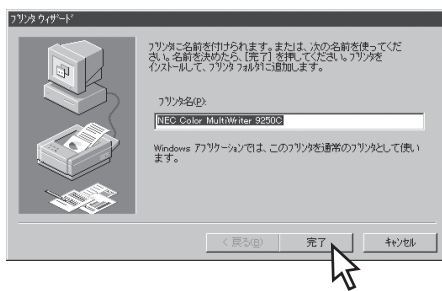 プリンタ ウィザード
プリンタに名前を付けられます。または、次の名前を使ってくだ
さい。名前を決めたら、[完了] を押してください。プリンタを
インストールして、プリンタ フォルダに追加します。
プリンタ名(P):
NEC Color MultiWriter 9250C
Windows アプリケーションでは、このプリンタを通常のプリンタとして使い
ます。
< 戻る(B)
完了
キャンセル